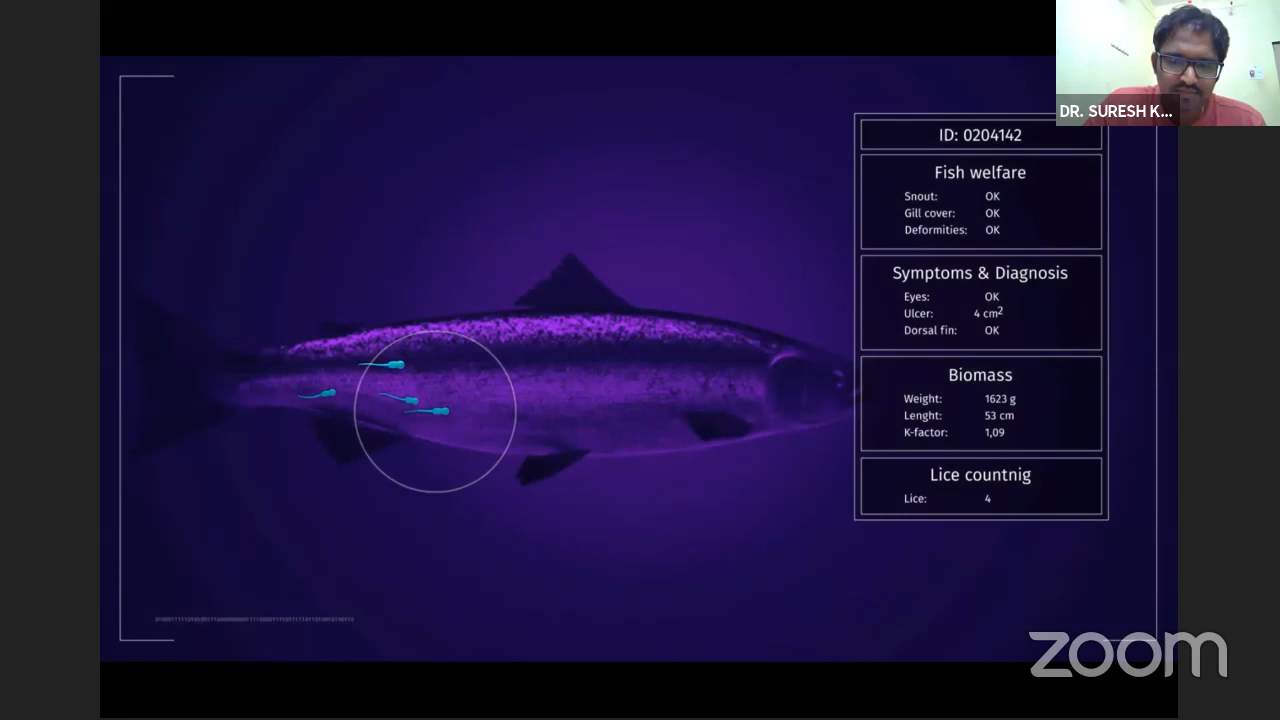 DR. SURESH K...
ID: 0204142
Fish welfare
Snout: OK
Gill cover: OK
Deformities: OK
Symptoms & Diagnosis
Eyes: OK
Ulcer: 4 cm²
Dorsal fin: OK
Biomass
Weight: 1623 g
Lenght: 53 cm
K-factor: 1,09
Lice countnig
Lice: 4
zoom